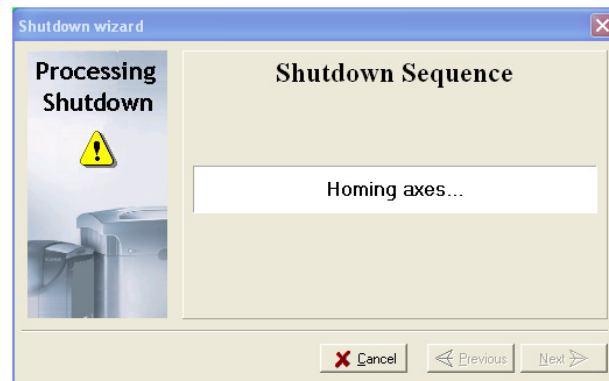 Shutdown wizard
Processing
Shutdown
Shutdown Sequence
Homing axes...
Cancel
Previous
Next